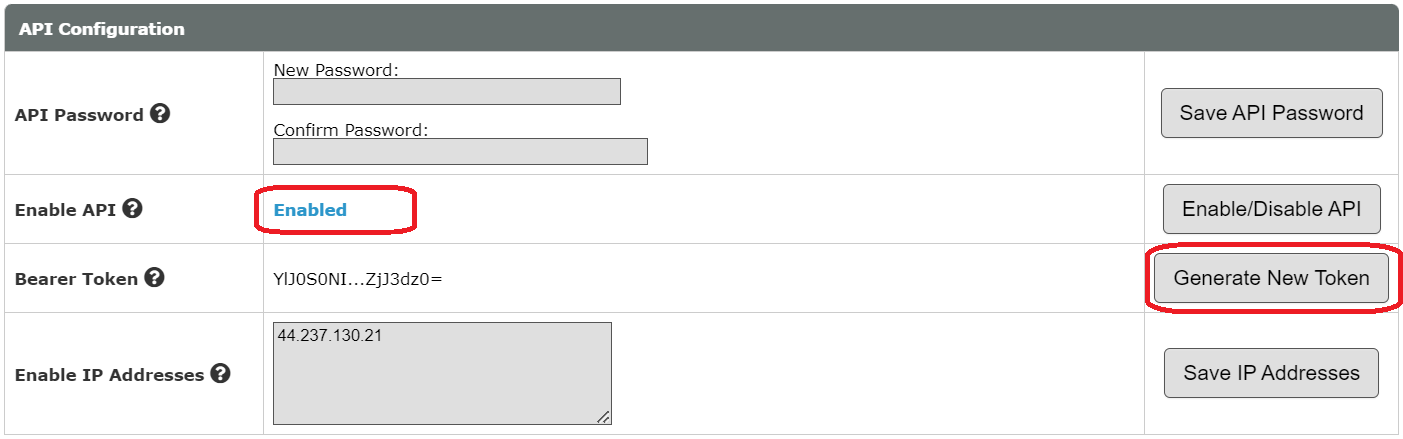 API Configuration
API Password
New Password:
Confirm Password:
Save API Password
Enable API
Enabled
Enable/Disable API
Bearer Token
YlJ0S0NI...ZjJ3dz0=
Generate New Token
Enable IP Addresses
44.237.130.21
Save IP Addresses